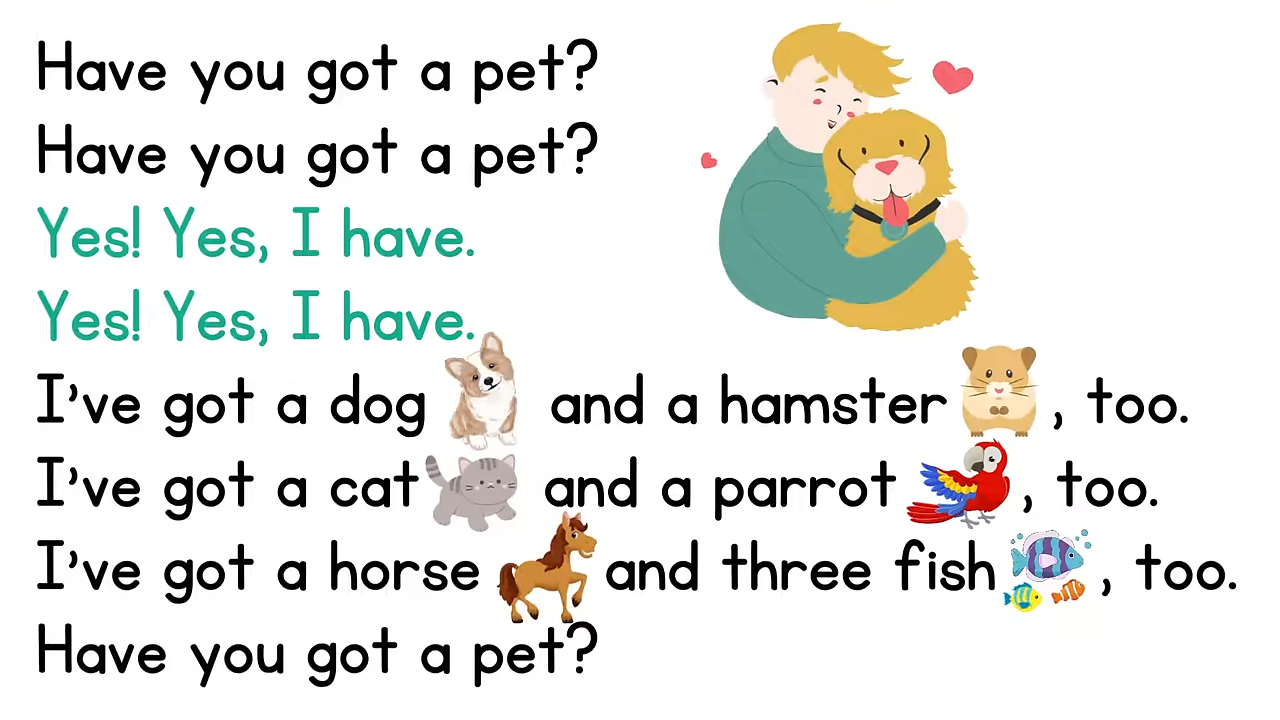 Have you got a pet?
Have you got a pet?
Yes! Yes, I have.
Yes! Yes, I have.
I've got a dog and a hamster, too.
I've got a cat and a parrot, too.
I've got a horse and three fish, too.
Have you got a pet?